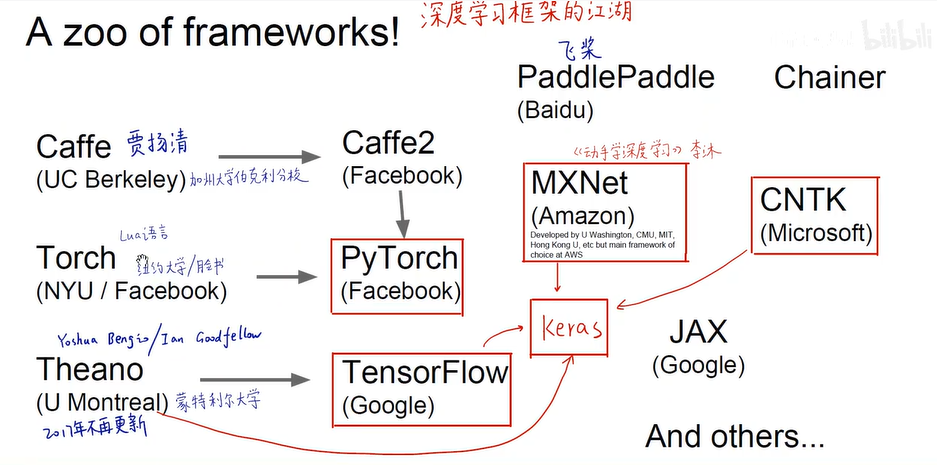 A zoo of frameworks!
深度学习框架的江湖
bilibili
飞桨
PaddlePaddle
(Baidu)
Chainer
Caffe 贾扬清
(UC Berkeley) 加州大学伯克利分校
Caffe2
(Facebook)
《动手学深度学习》李沐
MXNet
(Amazon)
Developed by U Washington, CMU, MIT,
Hong Kong U, etc but main framework of
choice at AWS
CNTK
(Microsoft)
Lua语言
Torch 纽约大学/脸书
(NYU / Facebook)
PyTorch
(Facebook)
Keras
JAX
(Google)
Yoshua Bengio/Ian Goodfellow
Theano
(U Montreal) 蒙特利尔大学
2017年不再更新
TensorFlow
(Google)
And others...